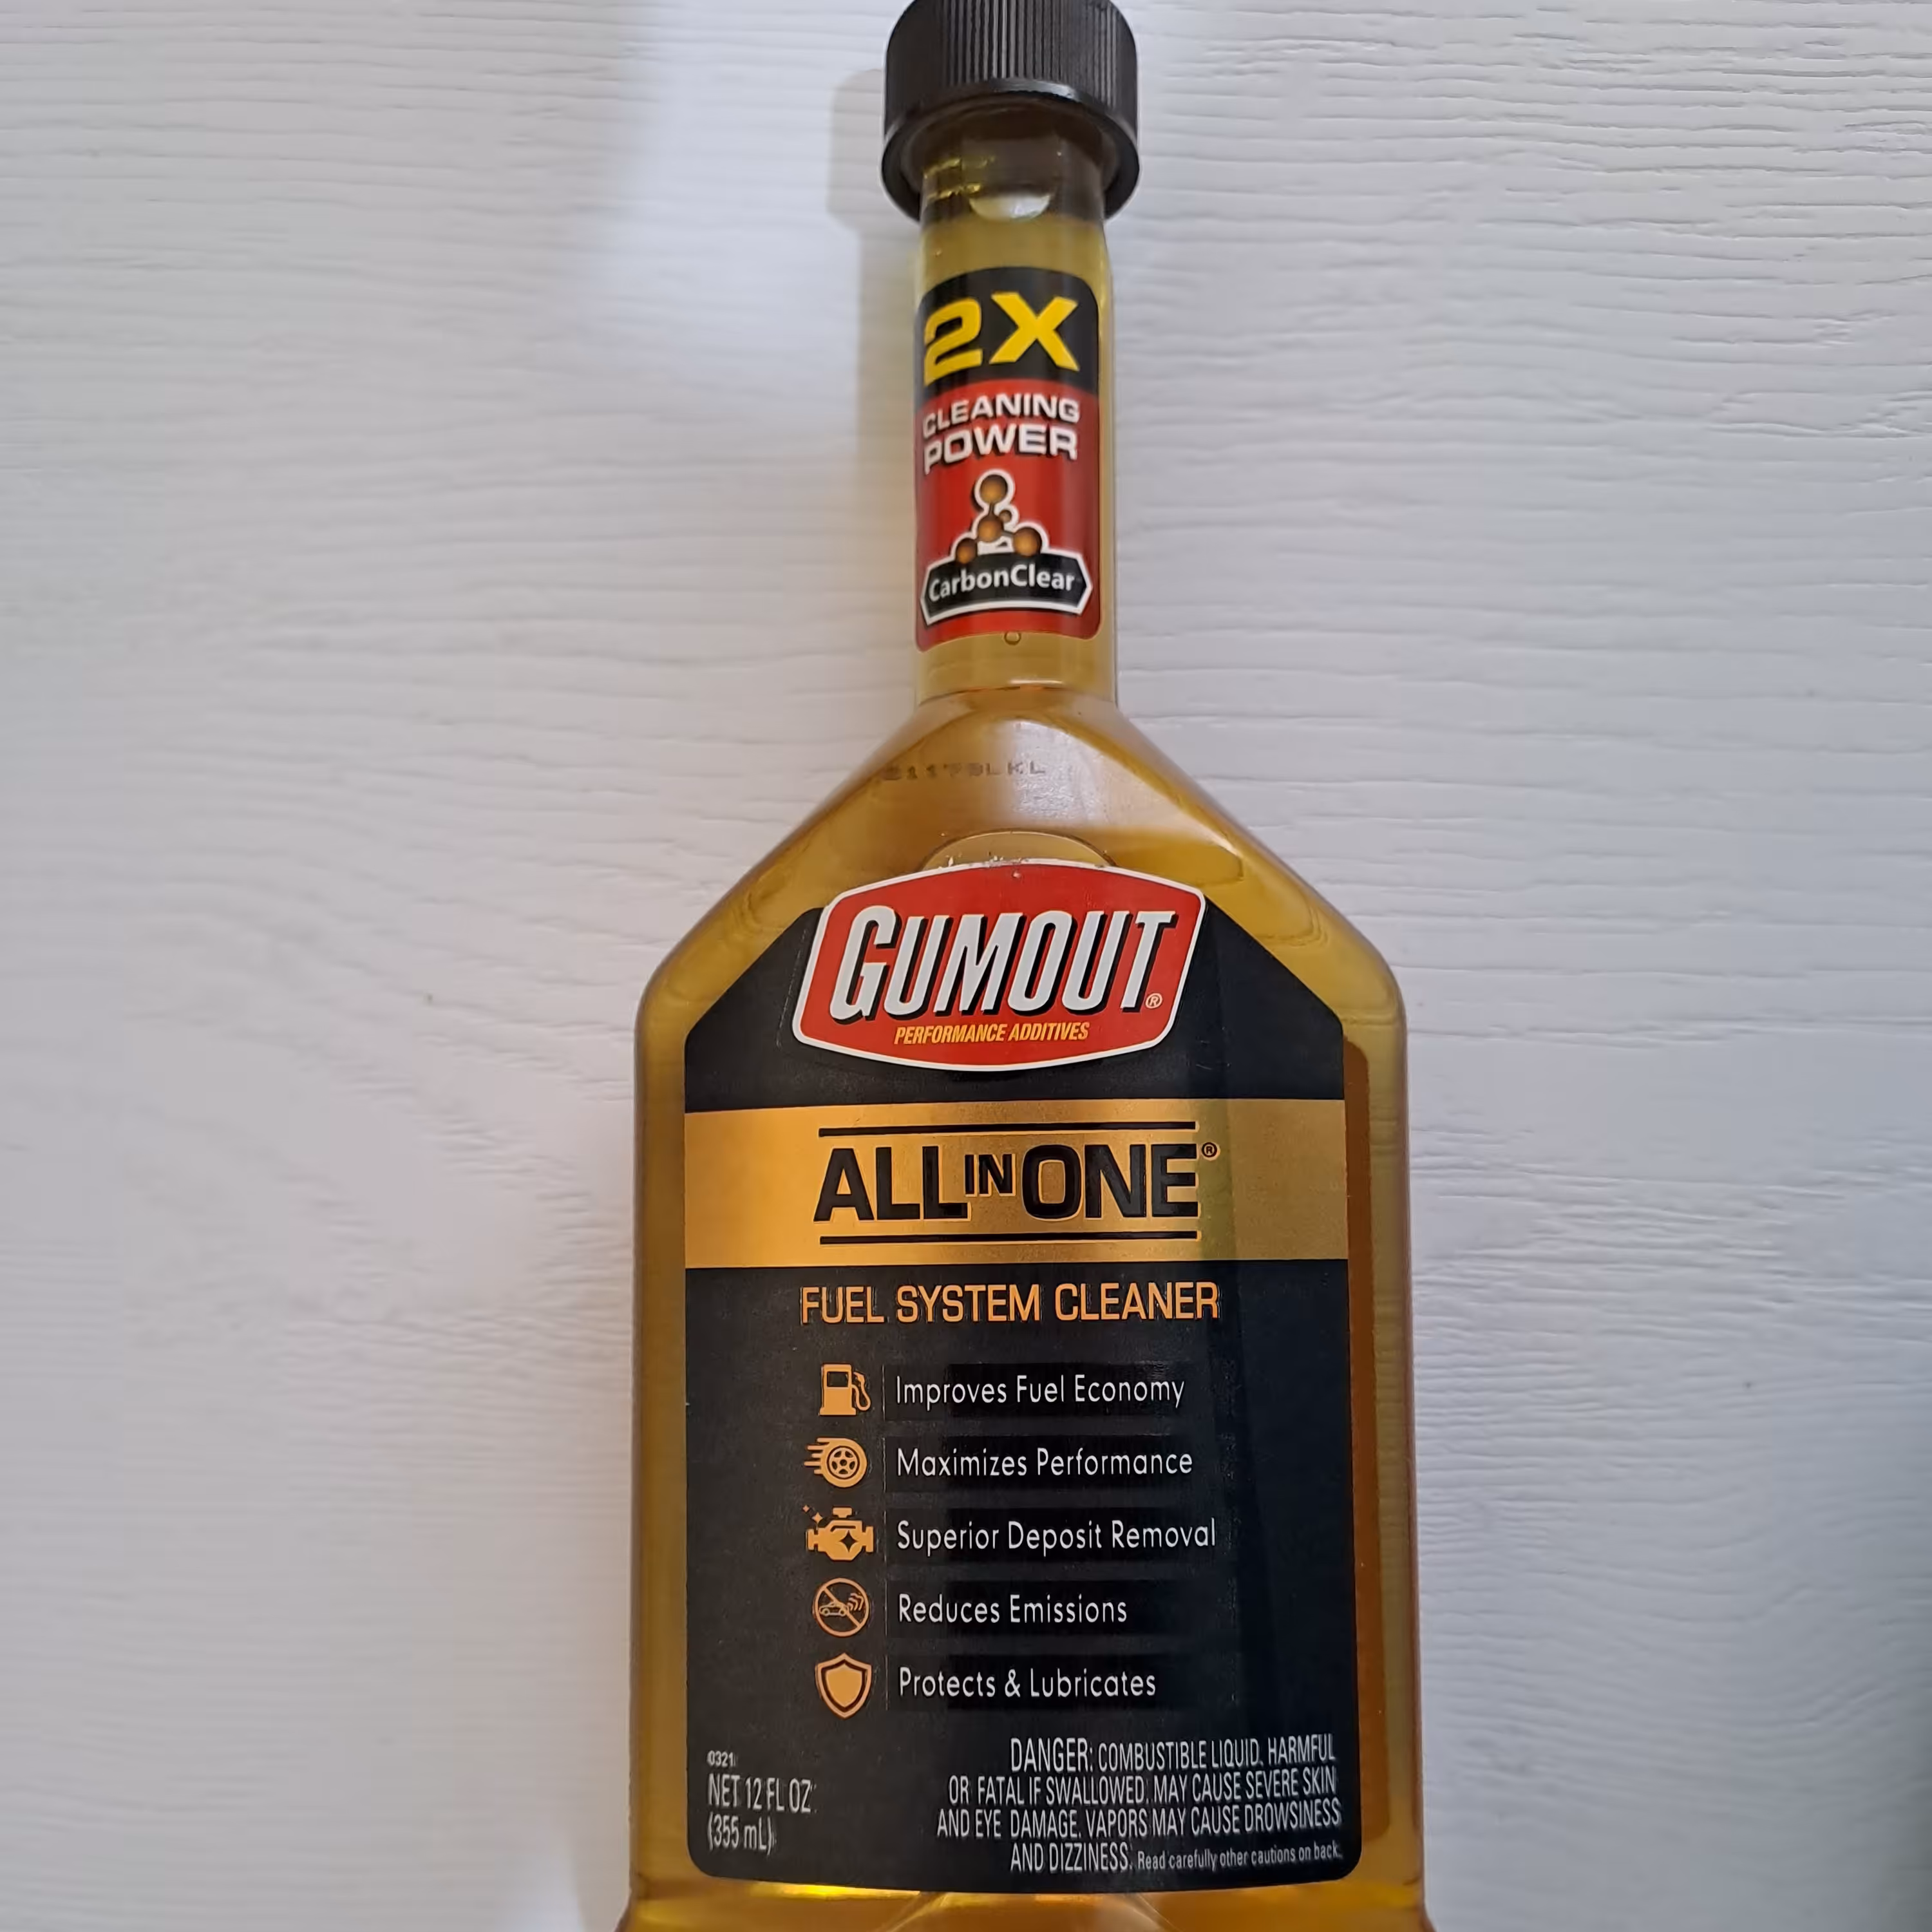 2X
CLEANING
POWER
CarbonClear
GUMOUT®
PERFORMANCE ADDITIVES
ALL IN ONE®
FUEL SYSTEM CLEANER
Improves Fuel Economy
Maximizes Performance
Superior Deposit Removal
Reduces Emissions
Protects & Lubricates
0321
NET 12 FL OZ
(355 mL)
DANGER: COMBUSTIBLE LIQUID. HARMFUL
OR FATAL IF SWALLOWED. MAY CAUSE SEVERE SKIN
AND EYE DAMAGE. VAPORS MAY CAUSE DROWSINESS
AND DIZZINESS. Read carefully other cautions on back.